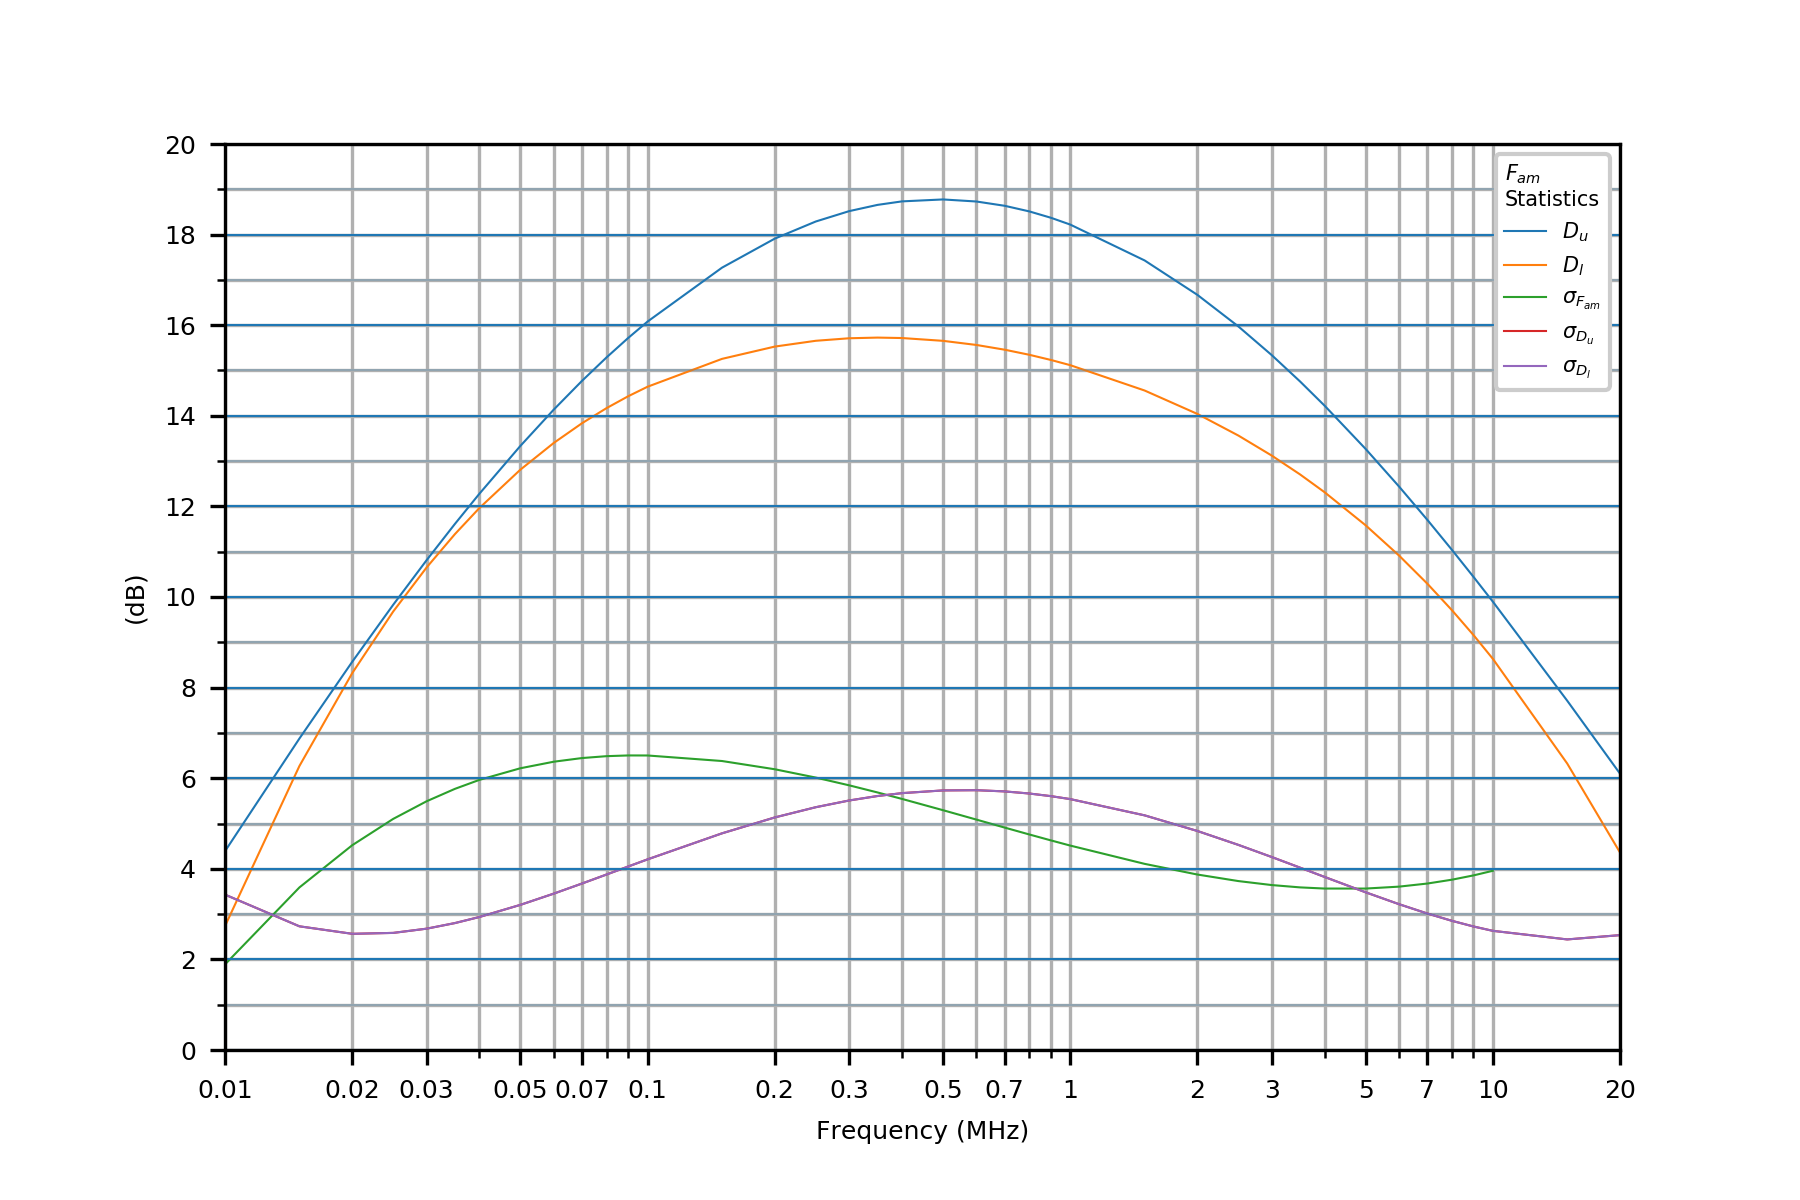 20
18
16
14
12
10
8
6
4
2
0
(dB)
F_am
Statistics
D_u
D_l
σ_F_am
σ_D_u
σ_D_l
0.01 0.02 0.03 0.05 0.07 0.1 0.2 0.3 0.5 0.7 1 2 3 5 7 10 20
Frequency (MHz)